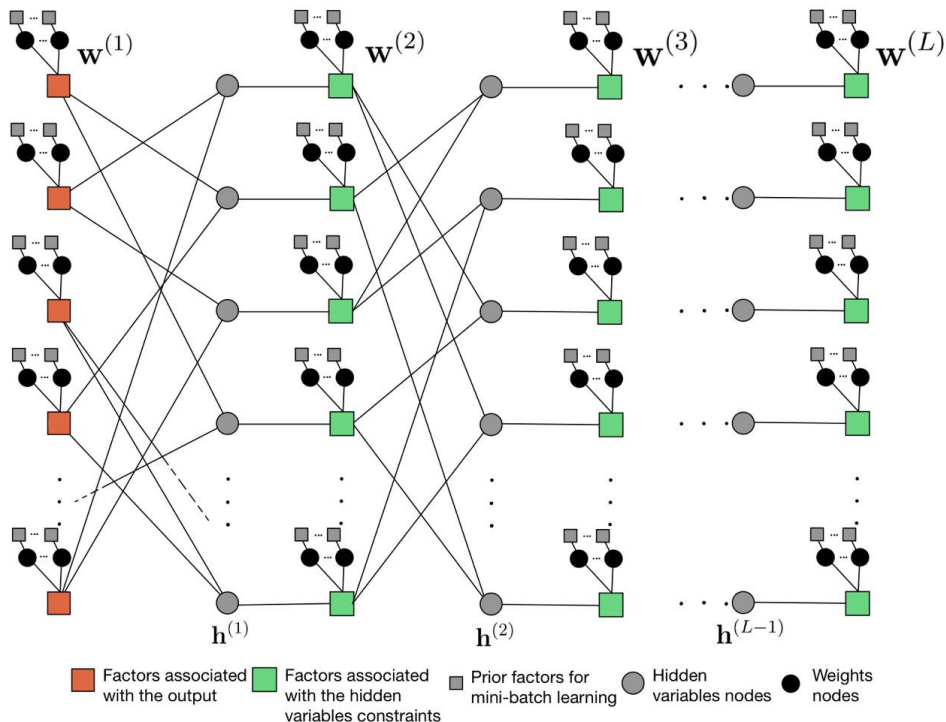 w^(1)
w^(2)
w^(3)
w^(L)
h^(1)
h^(2)
h^(L−1)
Factors associated
with the output
Factors associated
with the hidden
variables constraints
Prior factors for
mini-batch learning
Hidden
variables nodes
Weights
nodes